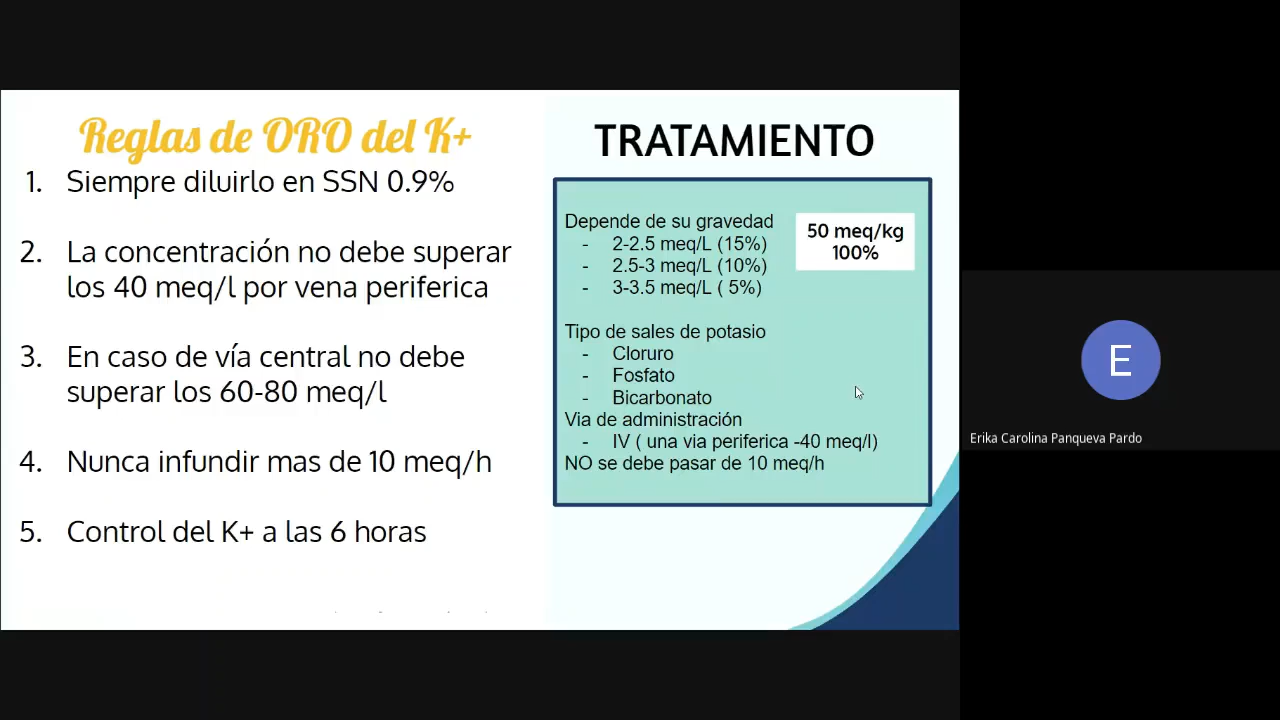 Reglas de ORO del K+
1. Siempre diluirlo en SSN 0.9%
2. La concentración no debe superar
los 40 meq/l por vena periferica
3. En caso de vía central no debe
superar los 60-80 meq/l
4. Nunca infundir mas de 10 meq/h
5. Control del K+ a las 6 horas
TRATAMIENTO
Depende de su gravedad
- 2-2.5 meq/L (15%)
- 2.5-3 meq/L (10%)
- 3-3.5 meq/L ( 5%)
50 meq/kg
100%
Tipo de sales de potasio
- Cloruro
- Fosfato
- Bicarbonato
Via de administración
- IV ( una via periferica -40 meq/l)
NO se debe pasar de 10 meq/h
E
Erika Carolina Panqueva Pardo